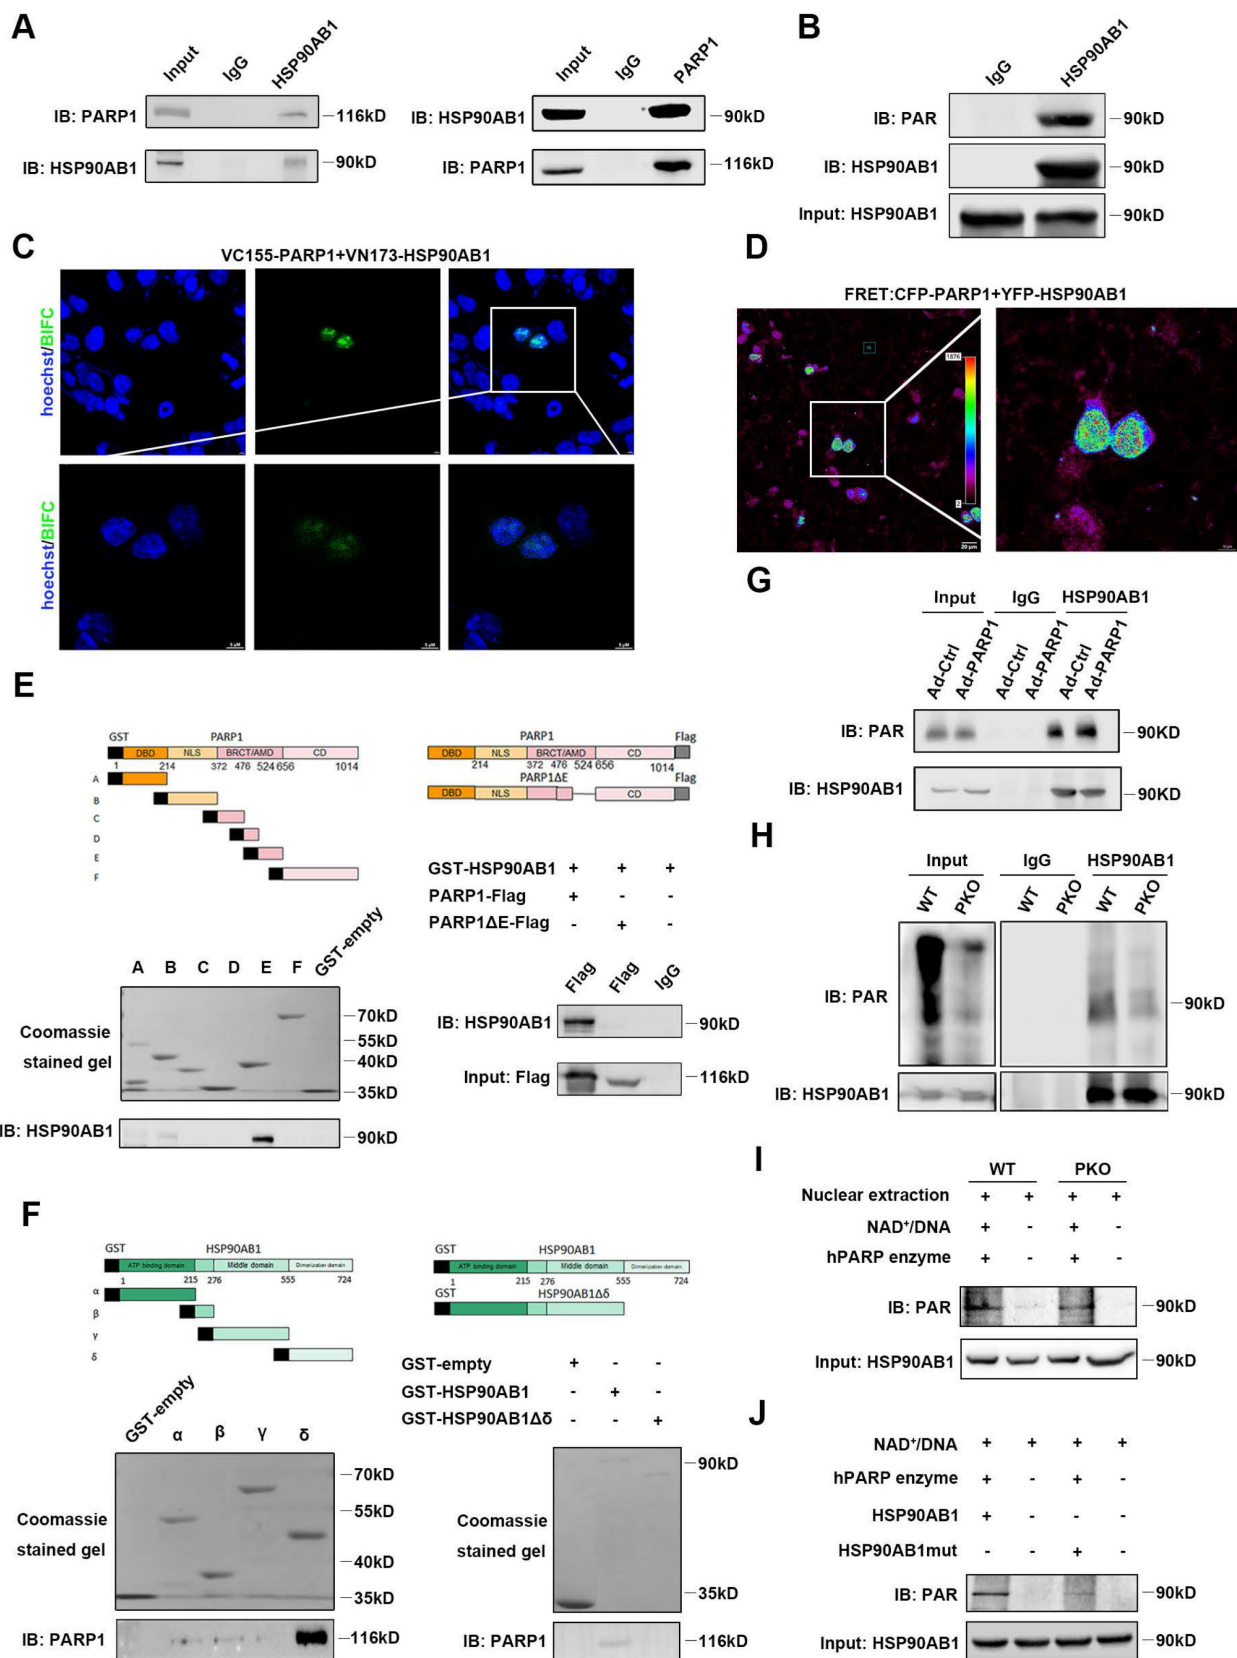 A
Input IgG HSP90AB1
IB: PARP1 116kD
IB: HSP90AB1 90kD
Input IgG PARP1
IB: HSP90AB1 90kD
IB: PARP1 116kD
B
IgG HSP90AB1
IB: PAR 90kD
IB: HSP90AB1 90kD
Input: HSP90AB1 90kD
C
VC155-PARP1+VN173-HSP90AB1
hoechst/BIFC
hoechst/BIFC
5 μM 5 μM 5 μM
D
FRET:CFP-PARP1+YFP-HSP90AB1
1876
2
20 μm
E
GST PARP1
DBD NLS BRCT/AMD CD
1 214 372 476 524 656 1014
A
B
C
D
E
F
PARP1 Flag
DBD NLS BRCT/AMD CD
214 372 476 524 656 1014
PARP1ΔE Flag
DBD NLS CD
GST-HSP90AB1 + + +
PARP1-Flag + - -
PARP1ΔE-Flag - + -
A B C D E F GST-empty
Coomassie
stained gel
70kD
55kD
40kD
35kD
IB: HSP90AB1 90kD
Flag Flag IgG
IB: HSP90AB1 90kD
Input: Flag 116kD
F
GST HSP90AB1
ATP binding domain Middle domain Dimerization domain
1 215 276 555 724
α
β
γ
δ
GST HSP90AB1
ATP binding domain Middle domain Dimerization domain
1 215 276 555 724
GST HSP90AB1Δδ
GST-empty + - -
GST-HSP90AB1 - + -
GST-HSP90AB1Δδ - - +
GST-empty α β γ δ
Coomassie
stained gel
70kD
55kD
40kD
35kD
IB: PARP1 116kD
Coomassie
stained gel
90kD
35kD
IB: PARP1 116kD
G
Input IgG HSP90AB1
Ad-Ctrl Ad-PARP1 Ad-Ctrl Ad-PARP1 Ad-Ctrl Ad-PARP1
IB: PAR 90KD
IB: HSP90AB1 90KD
H
Input IgG HSP90AB1
WT PKO WT PKO WT PKO
IB: PAR 90kD
IB: HSP90AB1 90kD
I
WT PKO
Nuclear extraction + + + +
NAD⁺/DNA + - + -
hPARP enzyme + - + -
IB: PAR 90kD
Input: HSP90AB1 90kD
J
NAD⁺/DNA + + + +
hPARP enzyme + - + -
HSP90AB1 + - - -
HSP90AB1mut - - + -
IB: PAR 90kD
Input: HSP90AB1 90kD